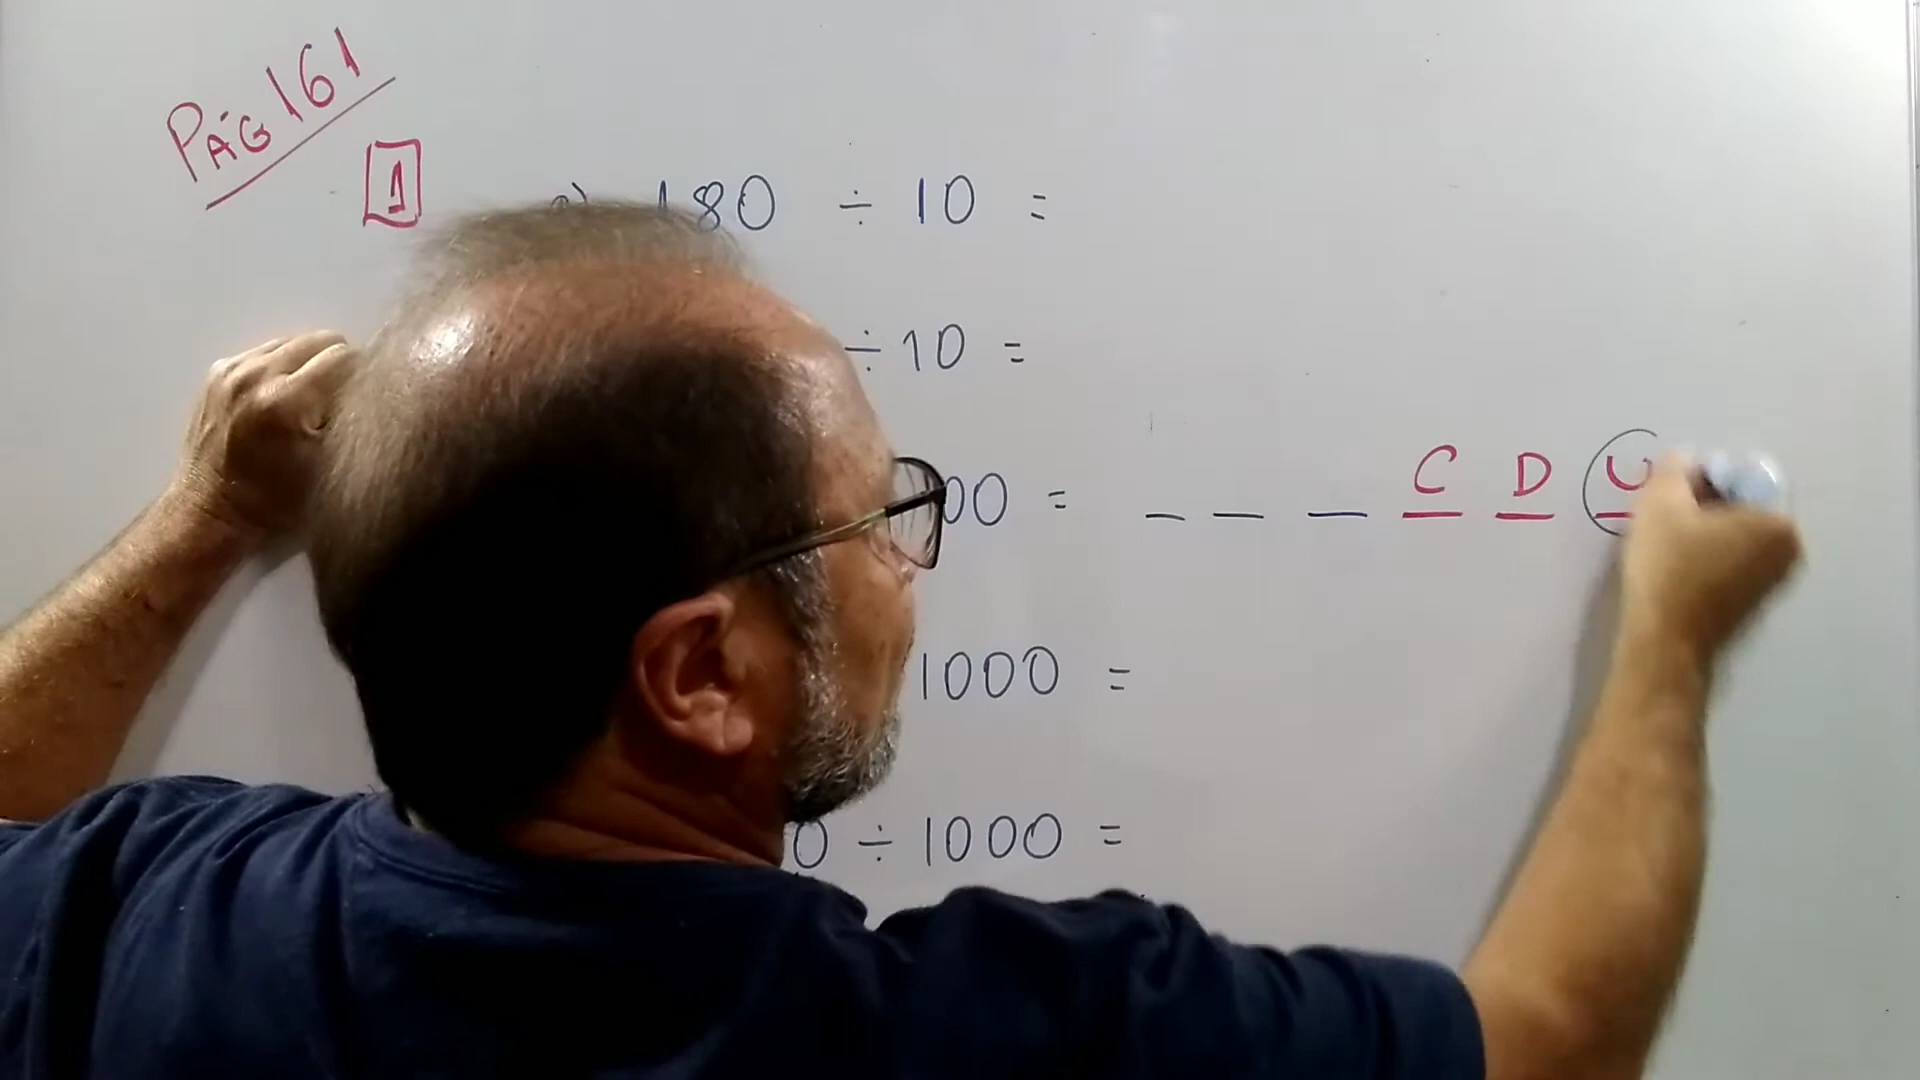 PÁG 161
1
a) 180 ÷ 10 =
÷ 10 =
00 =
C D U
1000 =
0 ÷ 1000 =